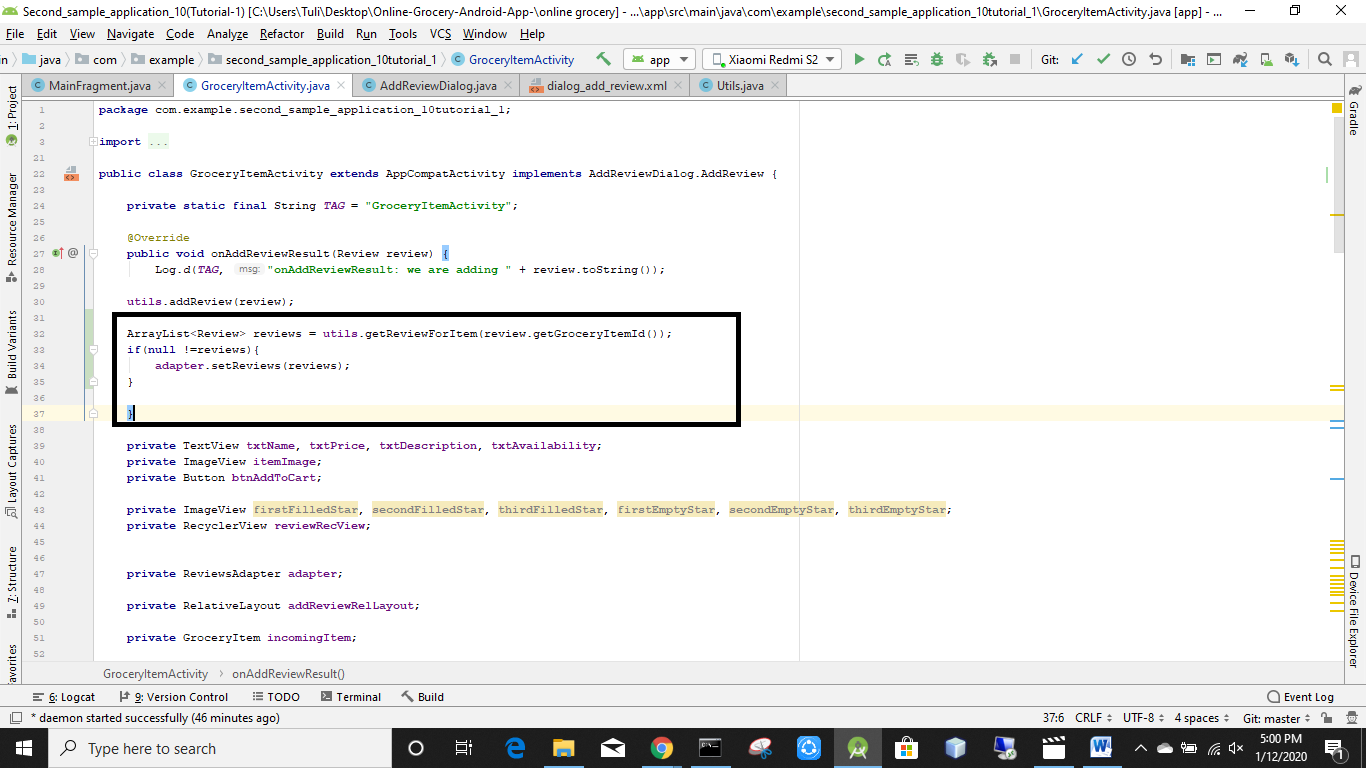 Second_sample_application_10(Tutorial-1) [C:\Users\Tuli\Desktop\Online-Grocery-Android-App-\online grocery] - ...\app\src\main\java\com\example\second_sample_application_10tutorial_1\GroceryItemActivity.java [app] - ...
File Edit View Navigate Code Analyze Refactor Build Run Tools VCS Window Help
in java com example second_sample_application_10tutorial_1 GroceryItemActivity app Xiaomi Redmi S2 Git:
MainFragment.java GroceryItemActivity.java AddReviewDialog.java dialog_add_review.xml Utils.java
1: Project
Resource Manager
Build Variants
Layout Captures
7: Structure
avorites
1 package com.example.second_sample_application_10tutorial_1;
2
3 import ...
21
22 public class GroceryItemActivity extends AppCompatActivity implements AddReviewDialog.AddReview {
23
24 private static final String TAG = "GroceryItemActivity";
25
26 @Override
27 public void onAddReviewResult(Review review) {
28 Log.d(TAG, msg: "onAddReviewResult: we are adding " + review.toString());
29
30 utils.addReview(review);
31
32 ArrayList<Review> reviews = utils.getReviewForItem(review.getGroceryItemId());
33 if(null !=reviews){
34 adapter.setReviews(reviews);
35 }
36
37 }
38
39 private TextView txtName, txtPrice, txtDescription, txtAvailability;
40 private ImageView itemImage;
41 private Button btnAddToCart;
42
43 private ImageView firstFilledStar, secondFilledStar, thirdFilledStar, firstEmptyStar, secondEmptyStar, thirdEmptyStar;
44 private RecyclerView reviewRecView;
45
46
47 private ReviewsAdapter adapter;
48
49 private RelativeLayout addReviewRelLayout;
50
51 private GroceryItem incomingItem;
52
Gradle
Device File Explorer
GroceryItemActivity onAddReviewResult()
6: Logcat 9: Version Control TODO Terminal Build Event Log
* daemon started successfully (46 minutes ago) 37:6 CRLF UTF-8 4 spaces Git: master
Type here to search
5:00 PM
1/12/2020
1